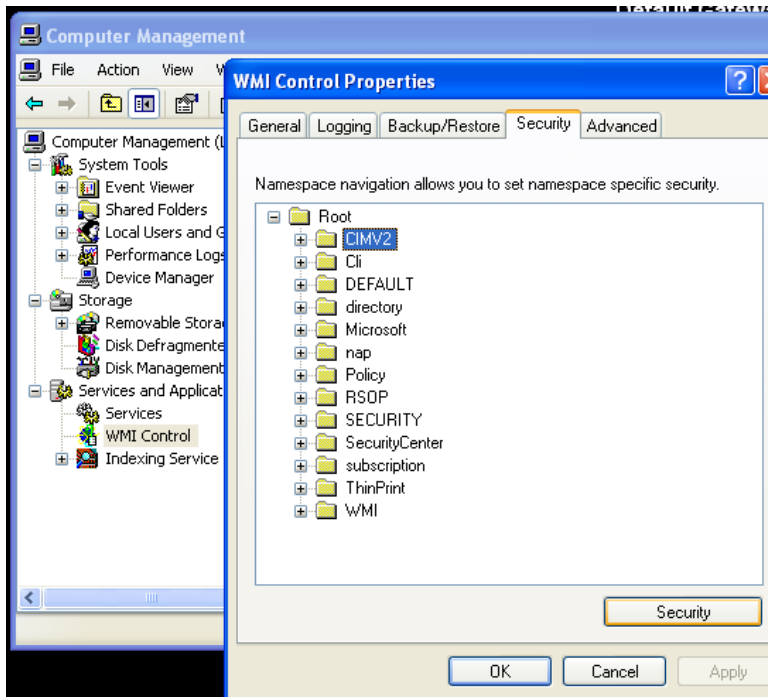 Default Gatewa
Computer Management
File Action View
WMI Control Properties
?
General Logging Backup/Restore Security Advanced
Computer Management (L
System Tools
Event Viewer
Shared Folders
Local Users and G
Performance Logs
Device Manager
Storage
Removable Stora
Disk Defragmente
Disk Management
Services and Applicat
Services
WMI Control
Indexing Service
Namespace navigation allows you to set namespace specific security.
Root
CIMV2
Cli
DEFAULT
directory
Microsoft
nap
Policy
RSOP
SECURITY
SecurityCenter
subscription
ThinPrint
WMI
Security
OK Cancel Apply